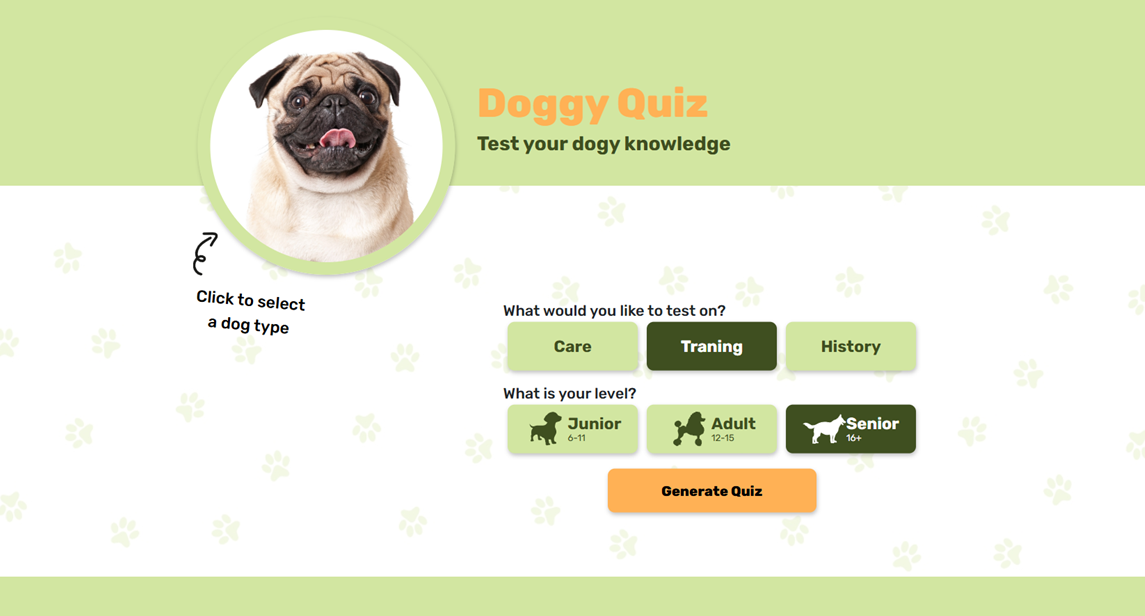 Doggy Quiz
Test your dogy knowledge
Click to select
a dog type
What would you like to test on?
Care
Traning
History
What is your level?
Junior
6-11
Adult
12-15
Senior
16+
Generate Quiz